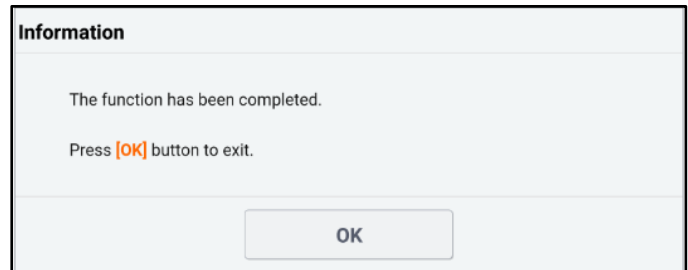 Information
The function has been completed.
Press [OK] button to exit.
OK